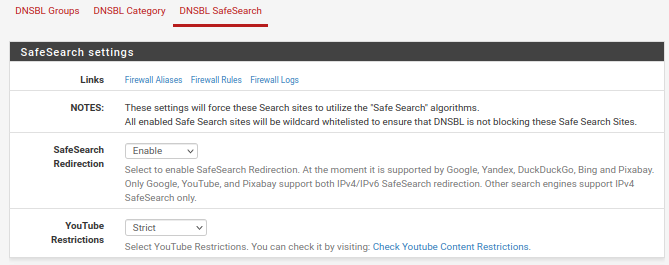 DNSBL Groups DNSBL Category DNSBL SafeSearch
SafeSearch settings
Links Firewall Aliases Firewall Rules Firewall Logs
NOTES: These settings will force these Search sites to utilize the "Safe Search" algorithms.
All enabled Safe Search sites will be wildcard whitelisted to ensure that DNSBL is not blocking these Safe Search Sites.
SafeSearch Redirection
Enable
Select to enable SafeSearch Redirection. At the moment it is supported by Google, Yandex, DuckDuckGo, Bing and Pixabay.
Only Google, YouTube, and Pixabay support both IPv4/IPv6 SafeSearch redirection. Other search engines support IPv4
SafeSearch only.
YouTube Restrictions
Strict
Select YouTube Restrictions. You can check it by visiting: Check Youtube Content Restrictions.